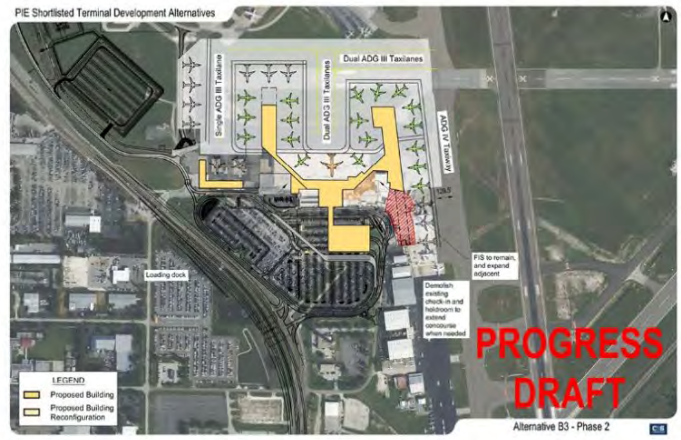 PIE Shortlisted Terminal Development Alternatives
Dual ADG III Taxilanes
Single ADG III Taxilane
Dual ADG III Taxilanes
ADG IV Taxiway
FIS to remain,
and expand
adjacent
Loading dock
Demolish
existing
check-in and
holdroom to
extend
concourse
when needed
PROGRESS
DRAFT
LEGEND
Proposed Building
Proposed Building
Reconfiguration
Alternative B3 - Phase 2